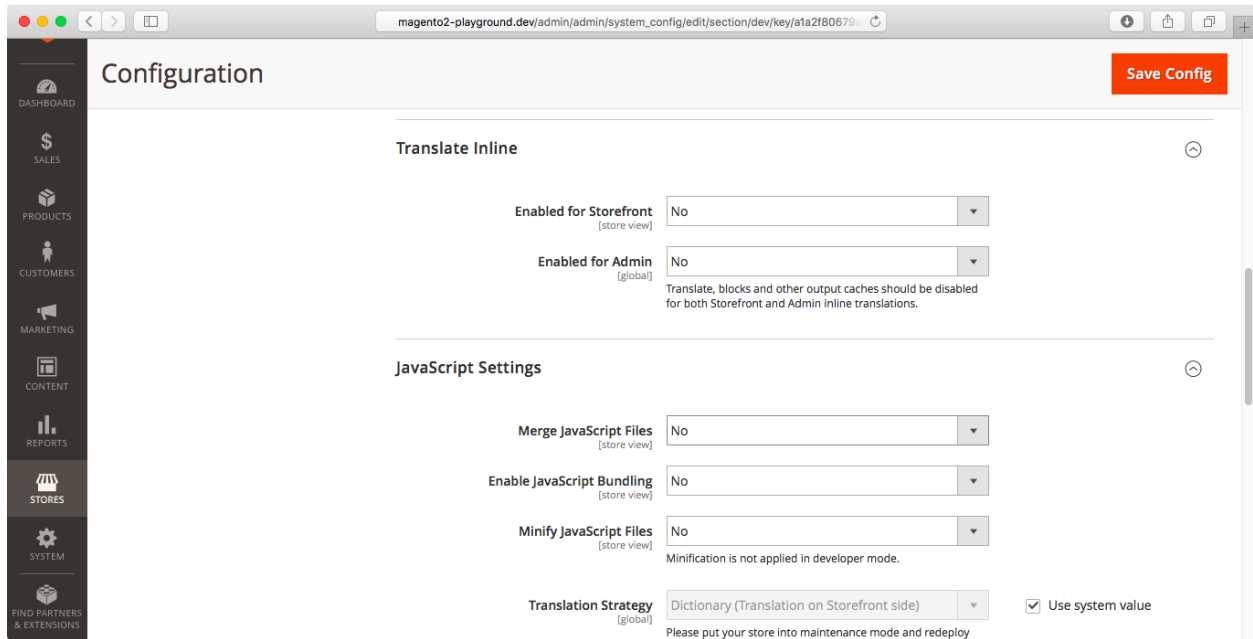 magento2-playground.dev/admin/admin/system_config/edit/section/dev/key/a1a2f80679
Configuration
Save Config
DASHBOARD
SALES
PRODUCTS
CUSTOMERS
MARKETING
CONTENT
REPORTS
STORES
SYSTEM
FIND PARTNERS
& EXTENSIONS
Translate Inline
Enabled for Storefront No
[store view]
Enabled for Admin No
[global]
Translate, blocks and other output caches should be disabled
for both Storefront and Admin inline translations.
JavaScript Settings
Merge JavaScript Files No
[store view]
Enable JavaScript Bundling No
[store view]
Minify JavaScript Files No
[store view]
Minification is not applied in developer mode.
Translation Strategy Dictionary (Translation on Storefront side) Use system value
[global]
Please put your store into maintenance mode and redeploy